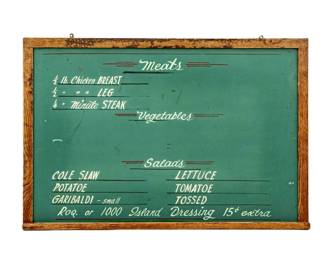 Meats
¼ lb. Chicken BREAST
½ " " " LEG
¼ " Minute STEAK
Vegetables
Salads
COLE SLAW LETTUCE
POTATOE TOMATOE
GARIBALDI - small TOSSED
Roq. or 1000 Island Dressing 15¢ extra